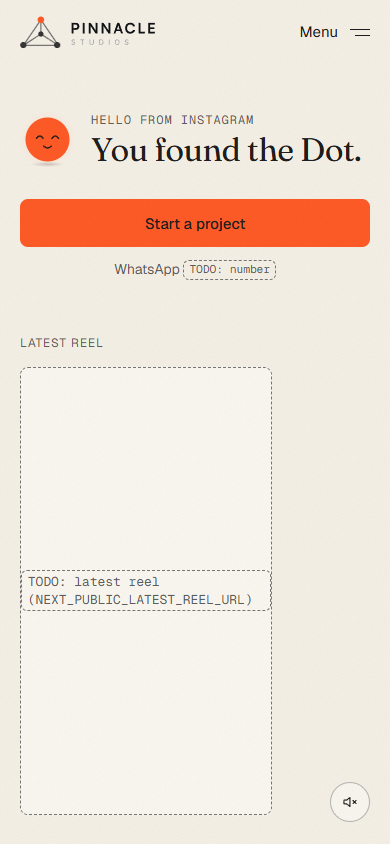 PINNACLE
STUDIOS
Menu
HELLO FROM INSTAGRAM
You found the Dot.
Start a project
WhatsApp TODO: number
LATEST REEL
TODO: latest reel
(NEXT_PUBLIC_LATEST_REEL_URL)